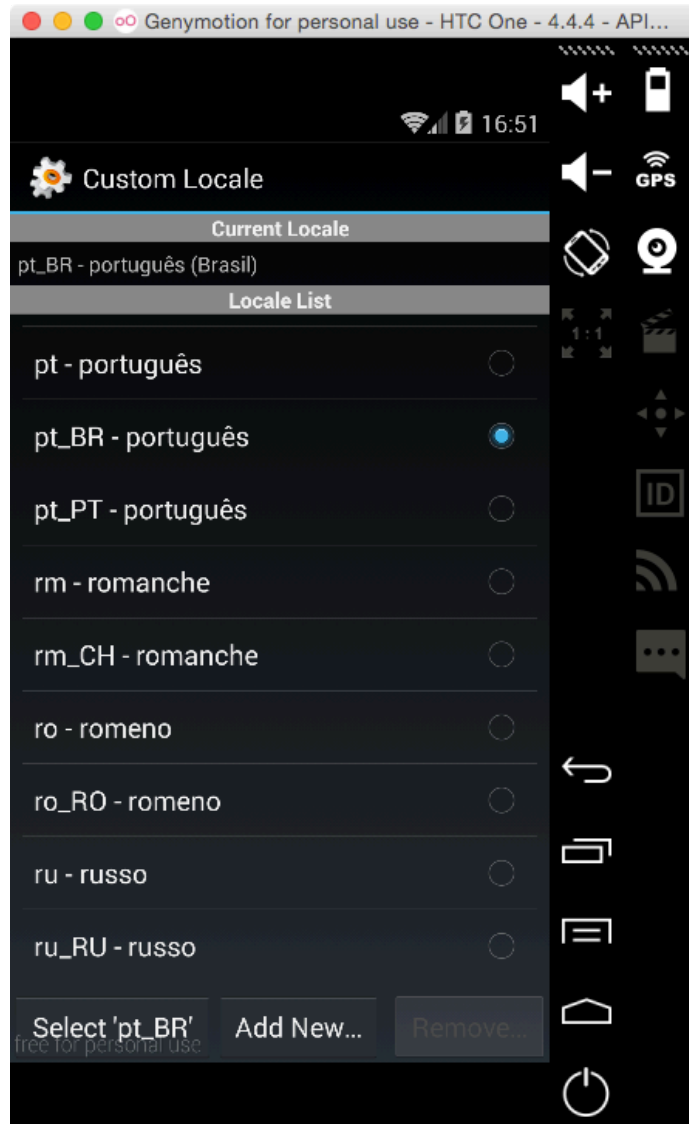 Genymotion for personal use - HTC One - 4.4.4 - API...
16:51
Custom Locale
Current Locale
pt_BR - português (Brasil)
Locale List
pt - português
pt_BR - português
pt_PT - português
rm - romanche
rm_CH - romanche
ro - romeno
ro_RO - romeno
ru - russo
ru_RU - russo
Select 'pt_BR' Add New... Remove...
free for personal use
GPS
1:1
ID